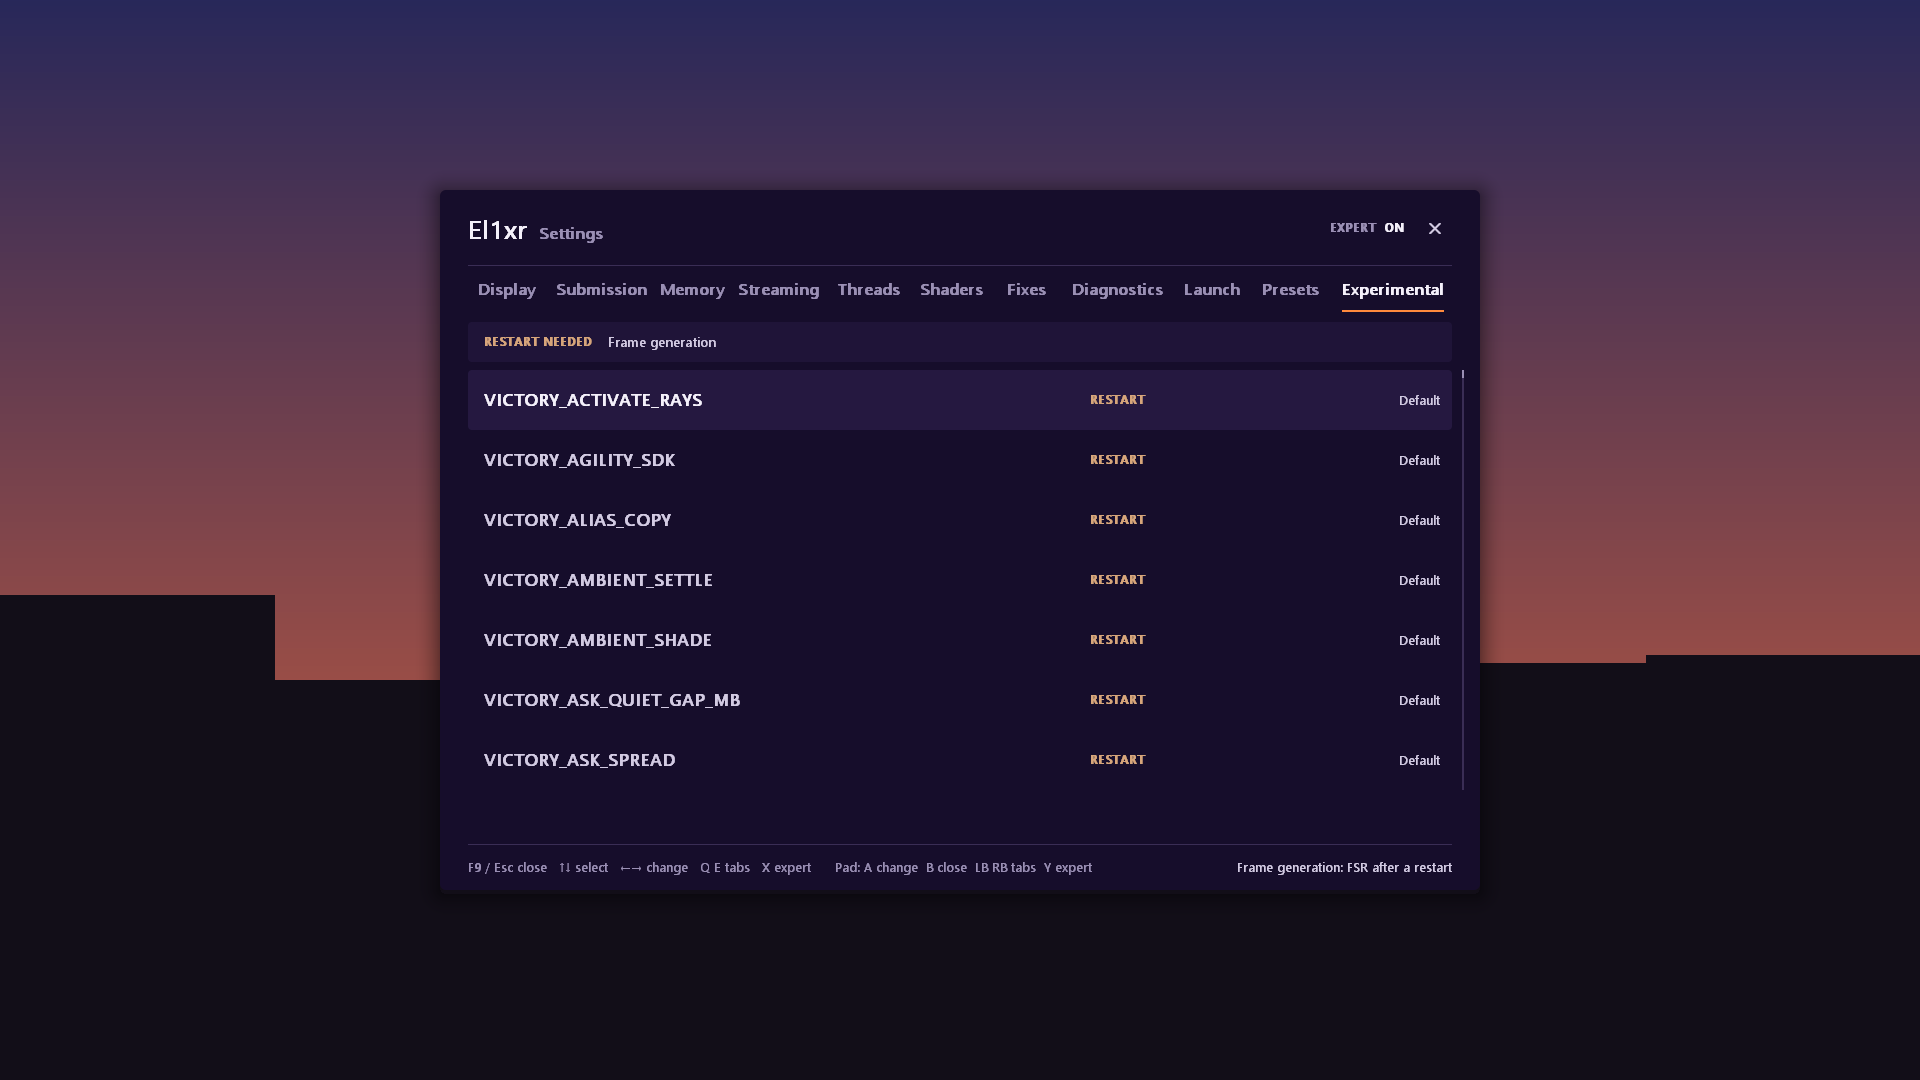 El1xr Settings EXPERT ON ✕
Display Submission Memory Streaming Threads Shaders Fixes Diagnostics Launch Presets Experimental
RESTART NEEDED Frame generation
VICTORY_ACTIVATE_RAYS RESTART Default
VICTORY_AGILITY_SDK RESTART Default
VICTORY_ALIAS_COPY RESTART Default
VICTORY_AMBIENT_SETTLE RESTART Default
VICTORY_AMBIENT_SHADE RESTART Default
VICTORY_ASK_QUIET_GAP_MB RESTART Default
VICTORY_ASK_SPREAD RESTART Default
F9 / Esc close ↑↓ select ←→ change Q E tabs X expert Pad: A change B close LB RB tabs Y expert Frame generation: FSR after a restart